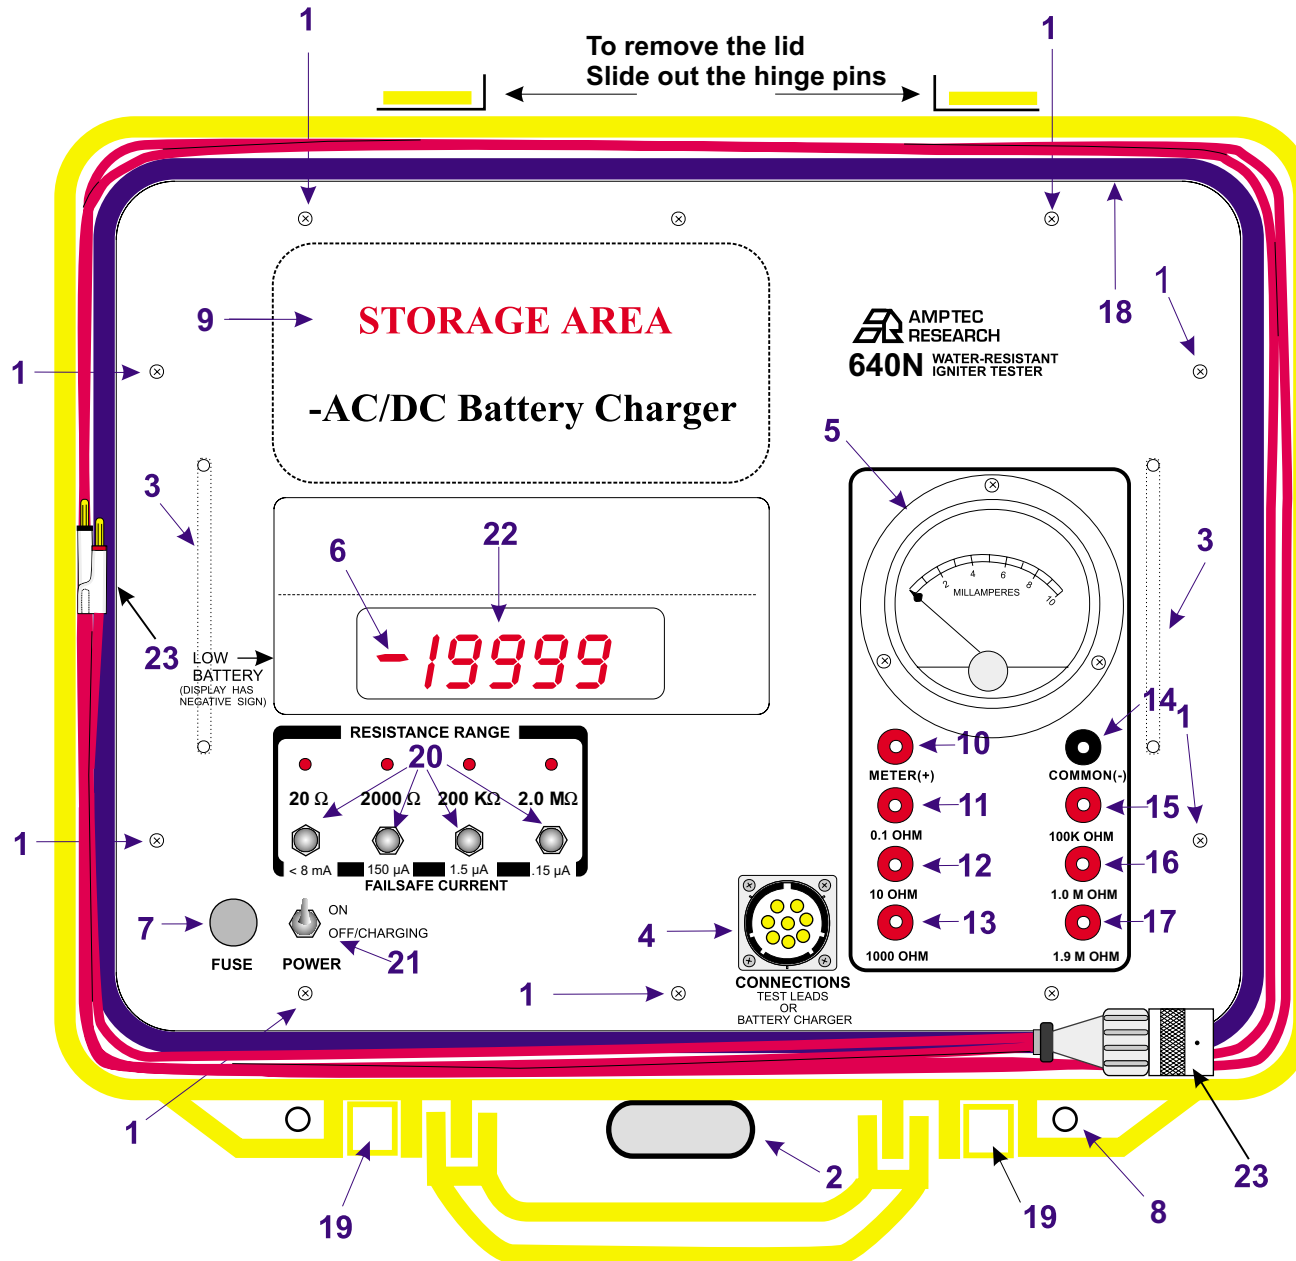 1
1
To remove the lid
Slide out the hinge pins
1
18
9
STORAGE AREA
-AC/DC Battery Charger
AMPTEC
RESEARCH
640N WATER-RESISTANT
IGNITER TESTER
1
5
3
6
22
3
-19999
2 4 6 8 10
MILLAMPERES
23
LOW
BATTERY
(DISPLAY HAS
NEGATIVE SIGN)
14
1
RESISTANCE RANGE
20
20 Ω 2000 Ω 200 KΩ 2.0 MΩ
< 8 mA 150 µA 1.5 µA .15 µA
FAILSAFE CURRENT
10
METER(+) COMMON(-)
11 15
0.1 OHM 100K OHM
12 16
10 OHM 1.0 M OHM
13 17
1000 OHM 1.9 M OHM
1
7
FUSE
ON
OFF/CHARGING
POWER
21
4
CONNECTIONS
TEST LEADS
OR
BATTERY CHARGER
1
1
19
2
19
8
23